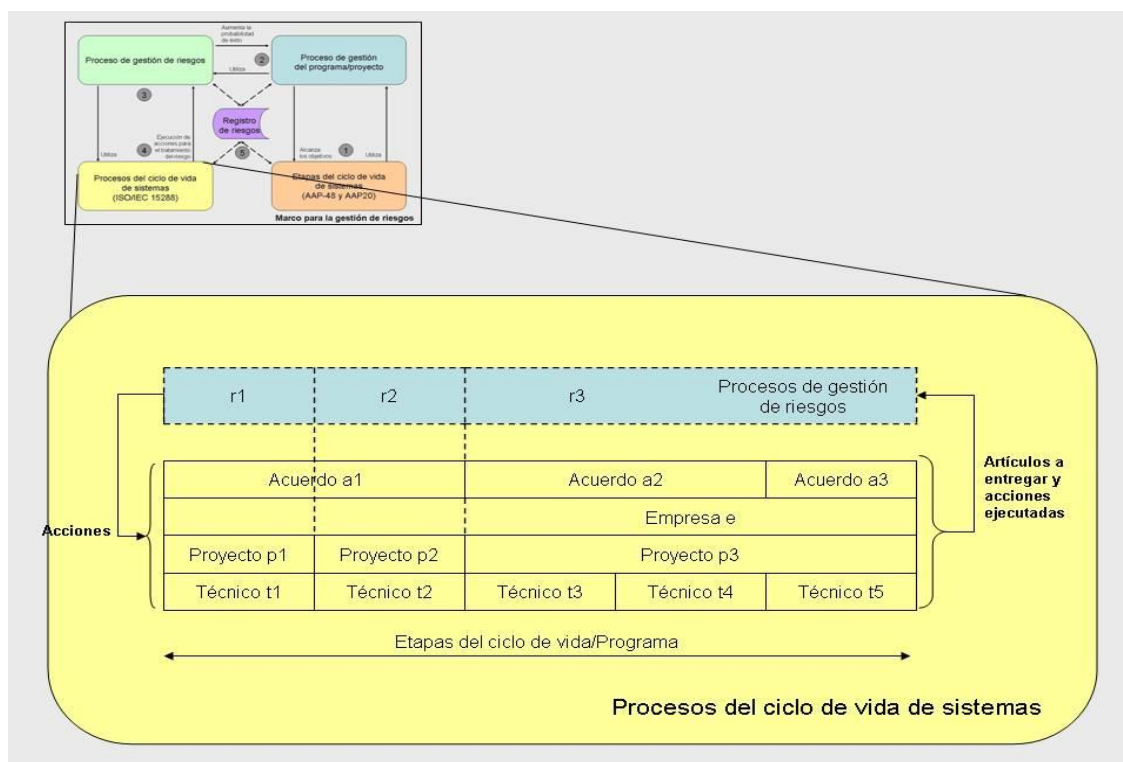 Aumenta la
probabilidad
de éxito
Proceso de gestión de riesgos
2
Proceso de gestión
del programa/proyecto
Utiliza
3
Registro
de riesgos
Ejecución de
acciones para
el tratamiento
del riesgo
Utiliza
4
5
Alcanza
los objetivos
1
Utiliza
Procesos del ciclo de vida
de sistemas
(ISO/IEC 15288)
Etapas del ciclo de vida
de sistemas
(AAP-48 y AAP20)
Marco para la gestión de riesgos
r1
r2
r3
Procesos de gestión
de riesgos
Acciones
Acuerdo a1
Acuerdo a2
Acuerdo a3
Empresa e
Proyecto p1
Proyecto p2
Proyecto p3
Técnico t1
Técnico t2
Técnico t3
Técnico t4
Técnico t5
Artículos a
entregar y
acciones
ejecutadas
Etapas del ciclo de vida/Programa
Procesos del ciclo de vida de sistemas